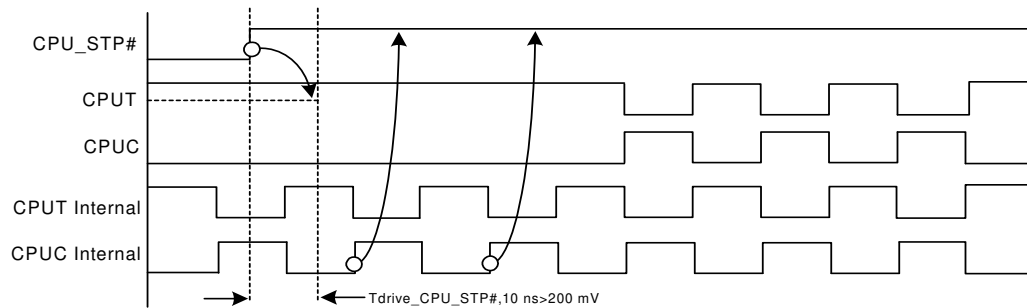 CPU_STP#
CPUT
CPUC
CPUT Internal
CPUC Internal
Tdrive_CPU_STP#,10 ns>200 mV